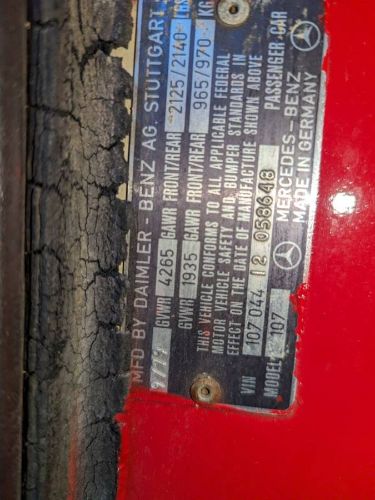 MFD BY DAIMLER - BENZ AG. STUTTGART
9/79
GVWR 4265 GAWR FRONT/REAR 2125/2140 LBS
GVWR 1935 GAWR FRONT/REAR 965/970 KG
THIS VEHICLE CONFORMS TO ALL APPLICABLE FEDERAL
MOTOR VEHICLE SAFETY AND BUMPER STANDARDS IN
EFFECT ON THE DATE OF MANUFACTURE SHOWN ABOVE
VIN 107 044 12 058648 PASSENGER CAR
MODEL 107 MERCEDES - BENZ
MADE IN GERMANY